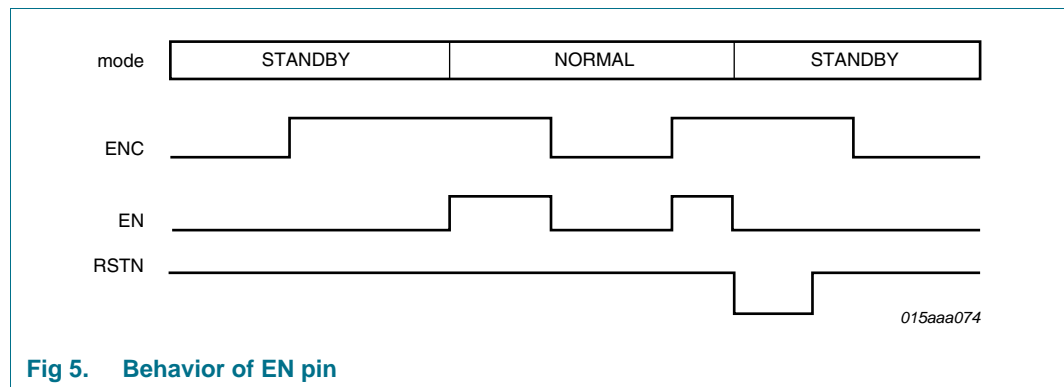 mode STANDBY NORMAL STANDBY
ENC
EN
RSTN
015aaa074
Fig 5. Behavior of EN pin